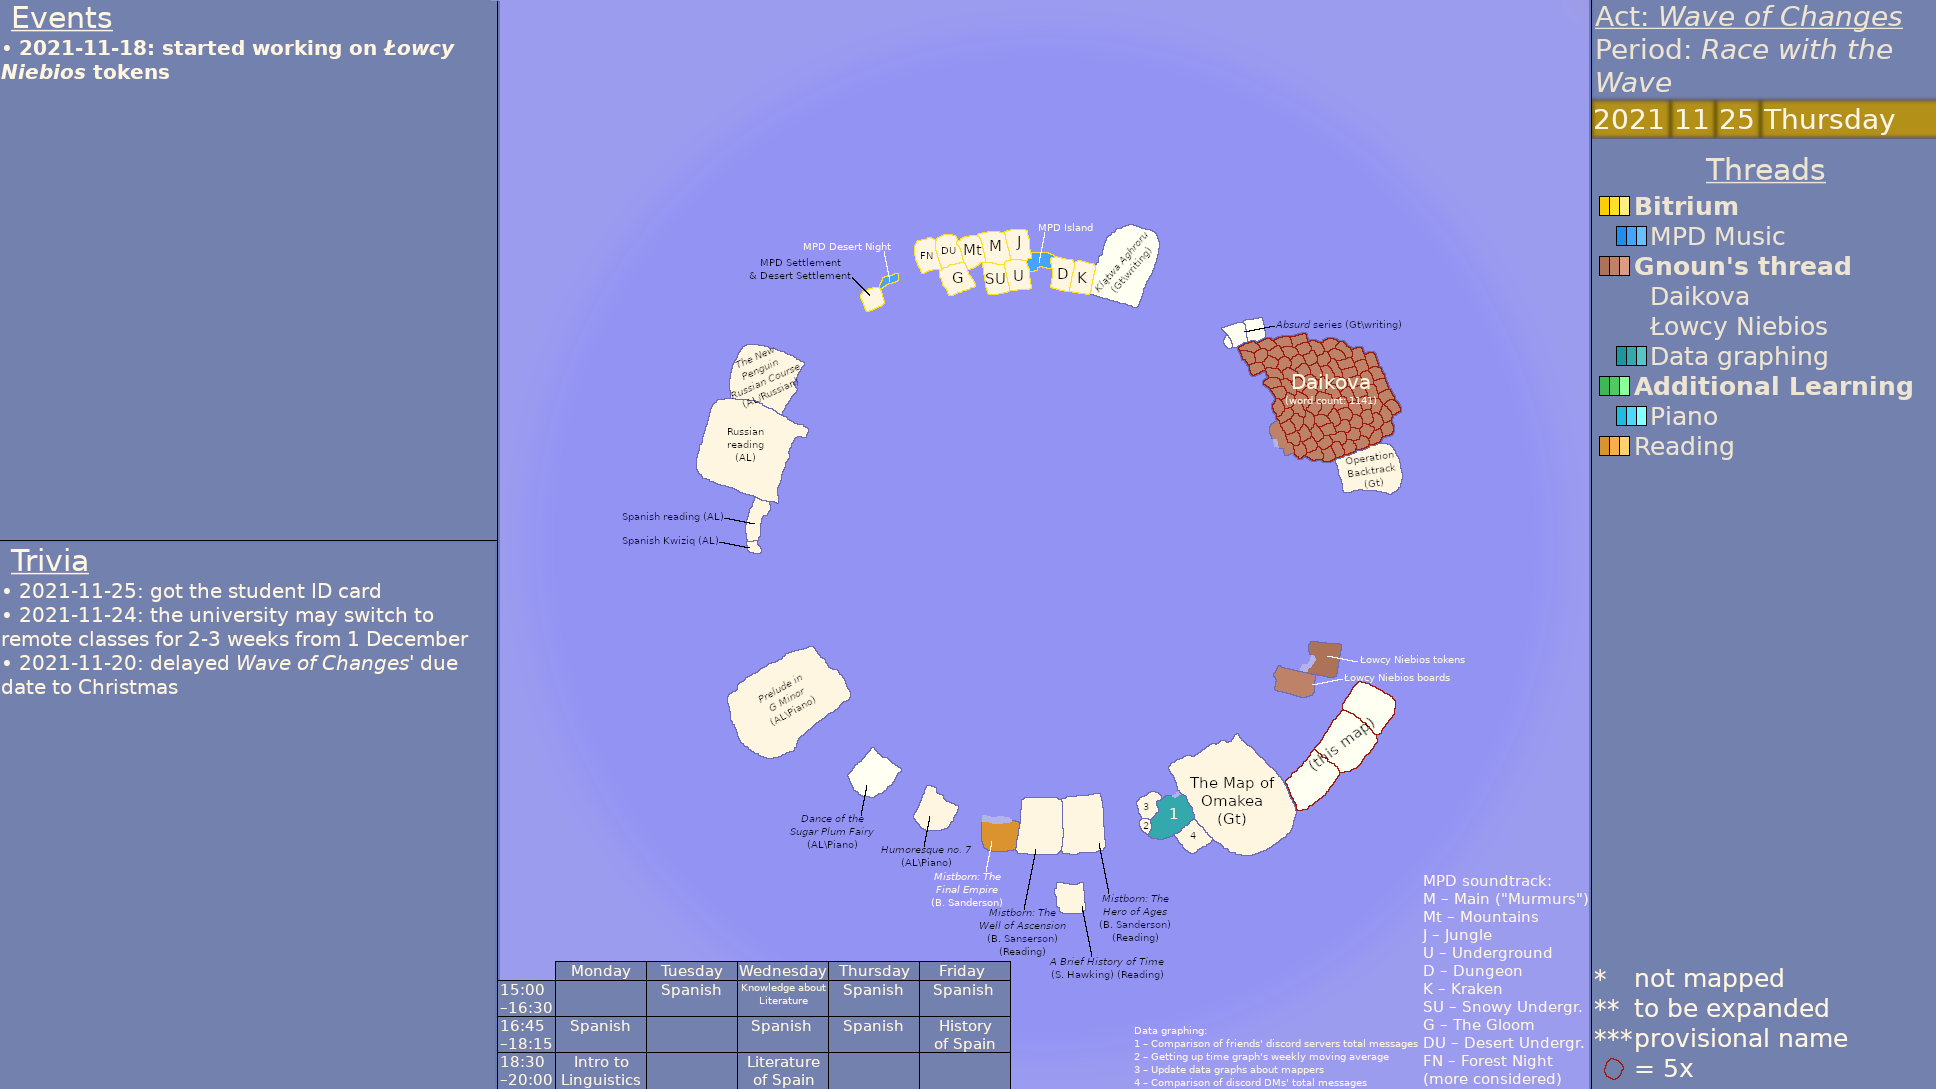 Events
• 2021-11-18: started working on Łowcy
Niebios tokens
Trivia
• 2021-11-25: got the student ID card
• 2021-11-24: the university may switch to
remote classes for 2-3 weeks from 1 December
• 2021-11-20: delayed Wave of Changes' due
date to Christmas
MPD Desert Night
MPD Settlement
& Desert Settlement
FN
DU
Mt
M
J
G
SU
U
MPD Island
D
K
Klątwa Aghroru
(Gt\writing)
Absurd series (Gt\writing)
Daikova
(word count: 1141)
Operation
Backtrack
(Gt)
The New
Penguin
Russian Course
(AL\Russian)
Russian
reading
(AL)
Spanish reading (AL)
Spanish Kwiziq (AL)
Prelude in
G Minor
(AL\Piano)
Dance of the
Sugar Plum Fairy
(AL\Piano)
Humoresque no. 7
(AL\Piano)
Mistborn: The
Final Empire
(B. Sanderson)
Mistborn: The
Well of Ascension
(B. Sanserson)
(Reading)
Mistborn: The
Hero of Ages
(B. Sanderson)
(Reading)
A Brief History of Time
(S. Hawking) (Reading)
3
2
1
4
The Map of
Omakea
(Gt)
(this map)
Łowcy Niebios tokens
Łowcy Niebios boards
Monday Tuesday Wednesday Thursday Friday
15:00
–16:30
Spanish
Knowledge about
Literature
Spanish
Spanish
16:45
–18:15
Spanish
Spanish
Spanish
History
of Spain
18:30
–20:00
Intro to
Linguistics
Literature
of Spain
Data graphing:
1 – Comparison of friends' discord servers total messages
2 – Getting up time graph's weekly moving average
3 – Update data graphs about mappers
4 – Comparison of discord DMs' total messages
MPD soundtrack:
M – Main ("Murmurs")
Mt – Mountains
J – Jungle
U – Underground
D – Dungeon
K – Kraken
SU – Snowy Undergr.
G – The Gloom
DU – Desert Undergr.
FN – Forest Night
(more considered)
Act: Wave of Changes
Period: Race with the
Wave
2021 11 25 Thursday
Threads
Bitrium
MPD Music
Gnoun's thread
Daikova
Łowcy Niebios
Data graphing
Additional Learning
Piano
Reading
* not mapped
** to be expanded
***provisional name
= 5x